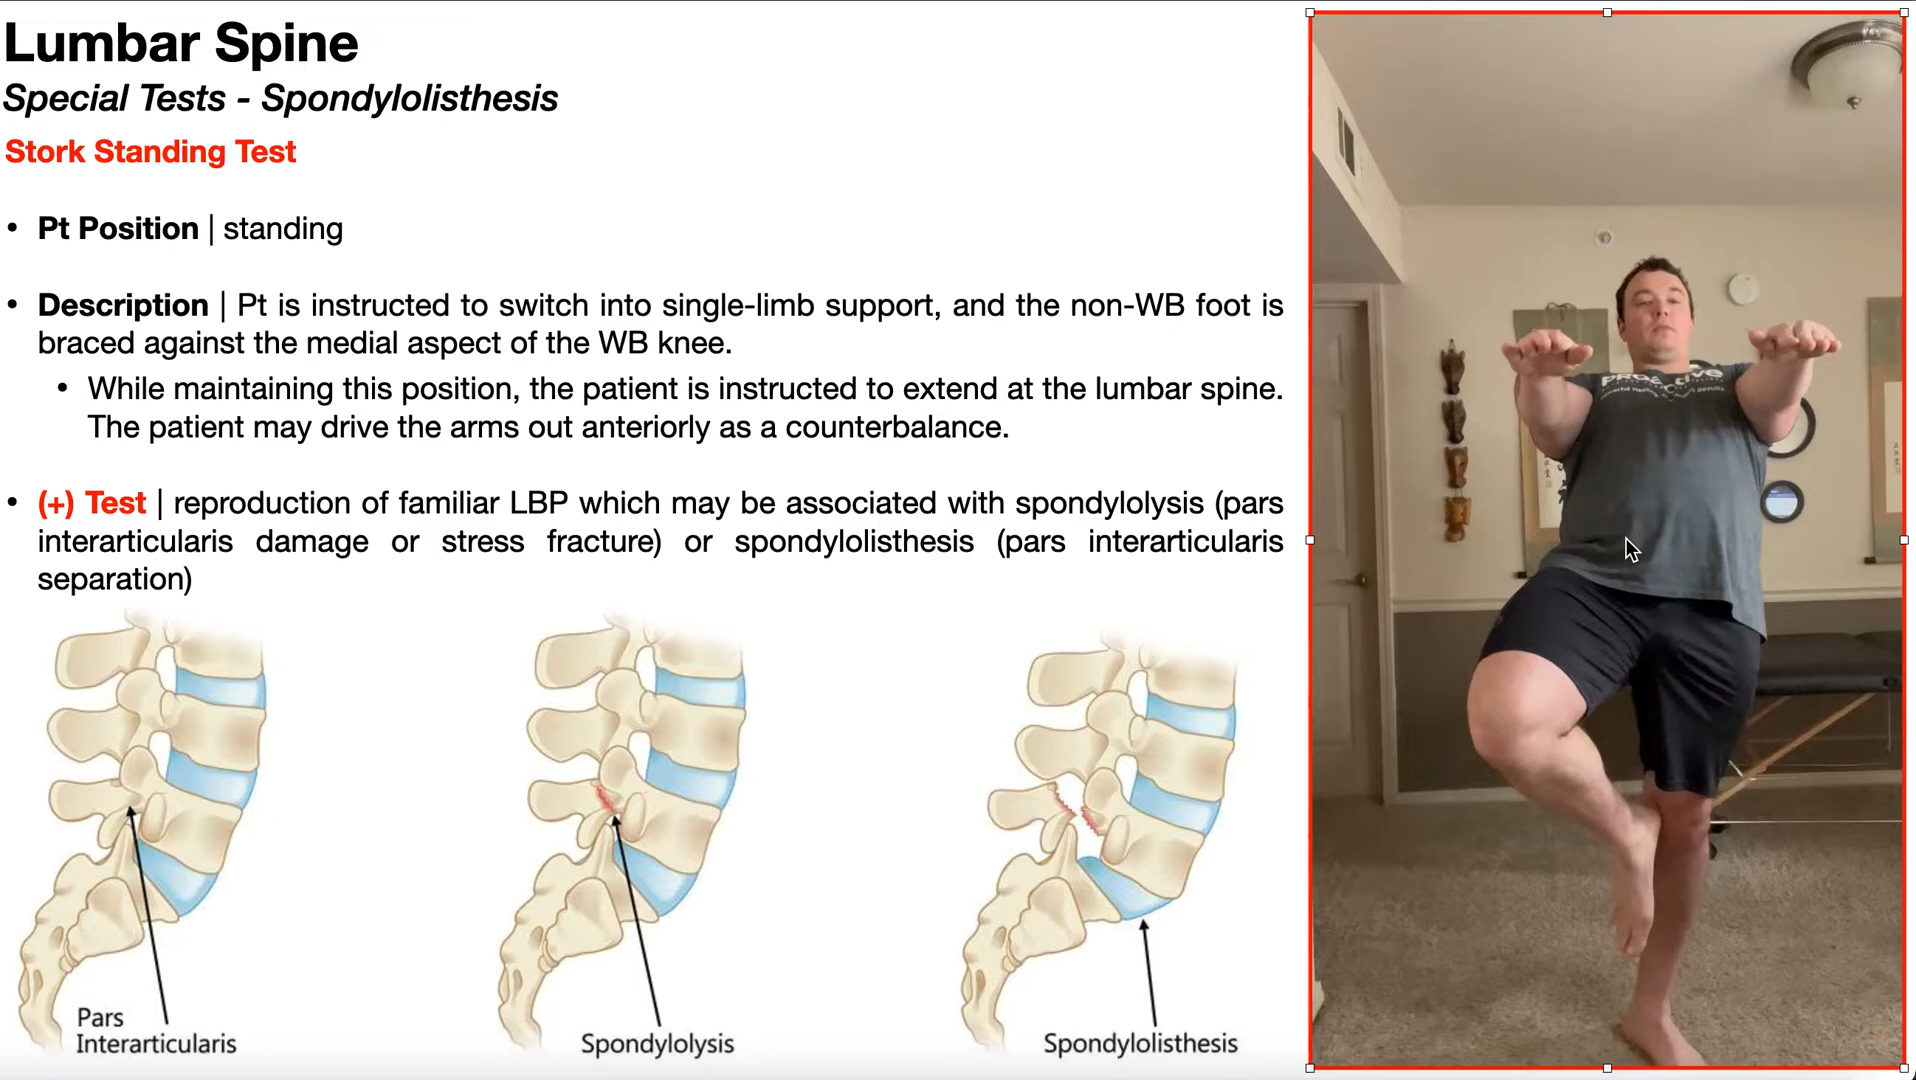 Lumbar Spine
Special Tests - Spondylolisthesis
Stork Standing Test
• Pt Position | standing
• Description | Pt is instructed to switch into single-limb support, and the non-WB foot is
braced against the medial aspect of the WB knee.
• While maintaining this position, the patient is instructed to extend at the lumbar spine.
The patient may drive the arms out anteriorly as a counterbalance.
• (+) Test | reproduction of familiar LBP which may be associated with spondylolysis (pars
interarticularis damage or stress fracture) or spondylolisthesis (pars interarticularis
separation)
Pars
Interarticularis
Spondylolysis
Spondylolisthesis